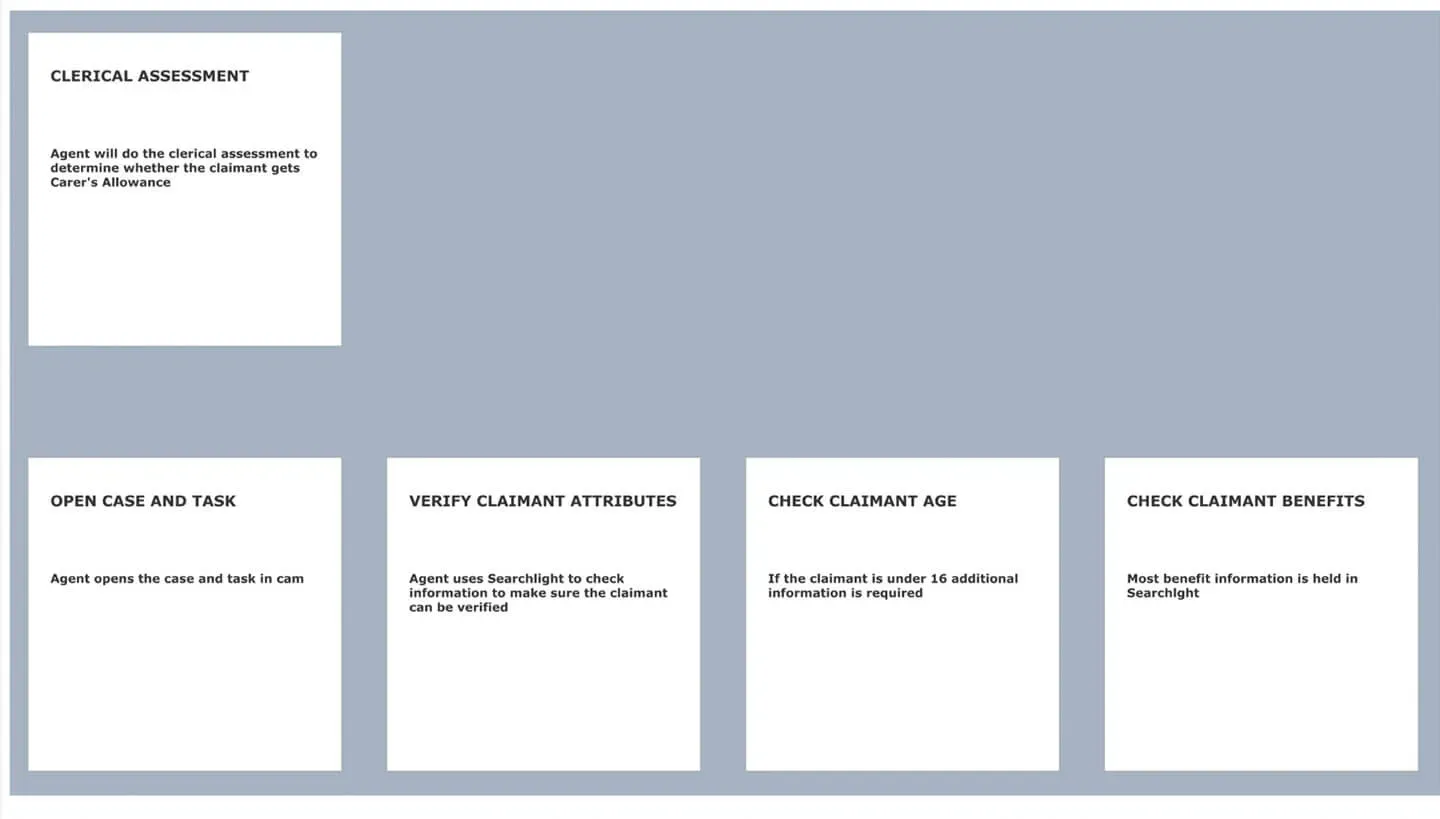 CLERICAL ASSESSMENT
Agent will do the clerical assessment to
determine whether the claimant gets
Carer's Allowance
OPEN CASE AND TASK
Agent opens the case and task in cam
VERIFY CLAIMANT ATTRIBUTES
Agent uses Searchlight to check
information to make sure the claimant
can be verified
CHECK CLAIMANT AGE
If the claimant is under 16 additional
information is required
CHECK CLAIMANT BENEFITS
Most benefit information is held in
Searchlght